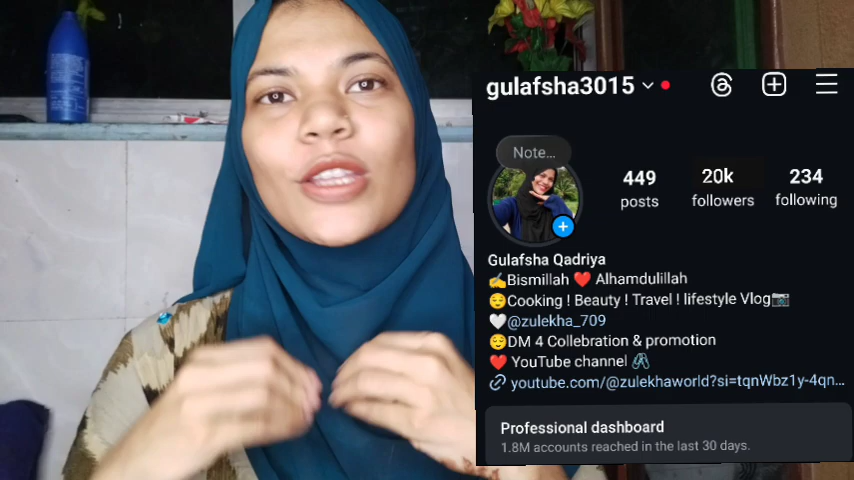 gulafsha3015
Note...
449 20k 234
posts followers following
Gulafsha Qadriya
✍️Bismillah ❤️ Alhamdulillah
😌Cooking ! Beauty ! Travel ! lifestyle Vlog📷
🤍@zulekha_709
😌DM 4 Collebration & promotion
❤️ YouTube channel 🖇️
youtube.com/@zulekhaworld?si=tqnWbz1y-4qn...
Professional dashboard
1.8M accounts reached in the last 30 days.